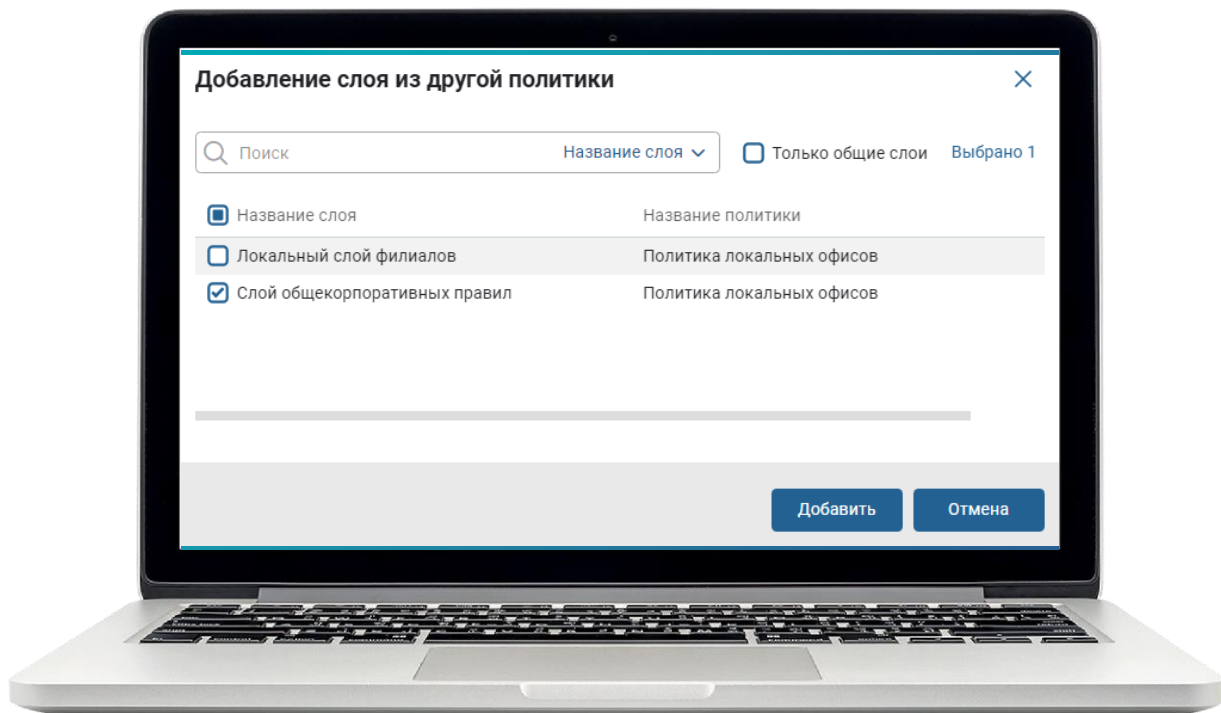 Добавление слоя из другой политики
Поиск Название слоя Только общие слои Выбрано 1
Название слоя Название политики
Локальный слой филиалов Политика локальных офисов
Слой общекорпоративных правил Политика локальных офисов
Добавить Отмена